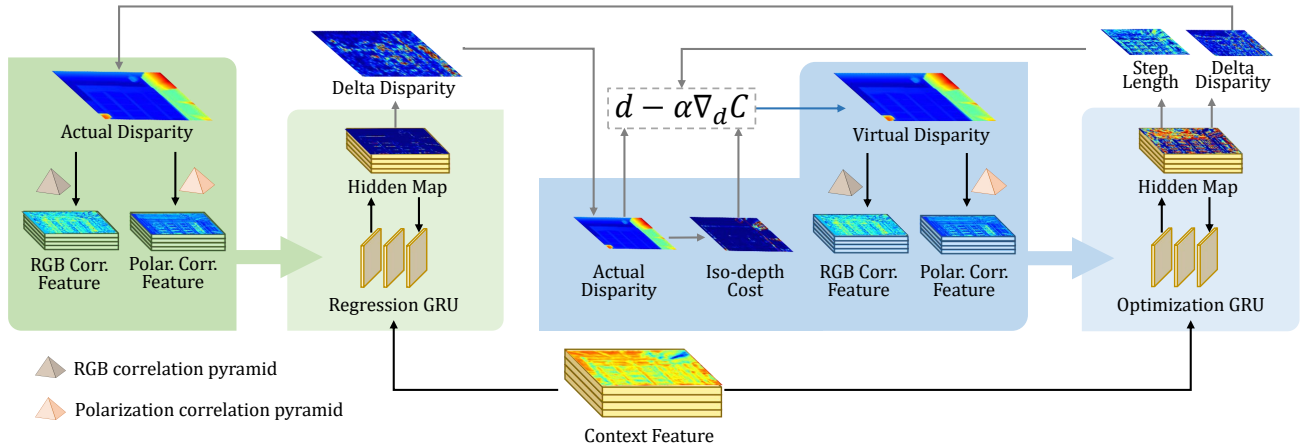 Actual Disparity
RGB Corr.
Feature
Polar. Corr.
Feature
Delta Disparity
Hidden Map
Regression GRU
d − α∇_d C
Actual
Disparity
Iso-depth
Cost
Virtual Disparity
RGB Corr.
Feature
Polar. Corr.
Feature
Step
Length
Delta
Disparity
Hidden Map
Optimization GRU
RGB correlation pyramid
Polarization correlation pyramid
Context Feature